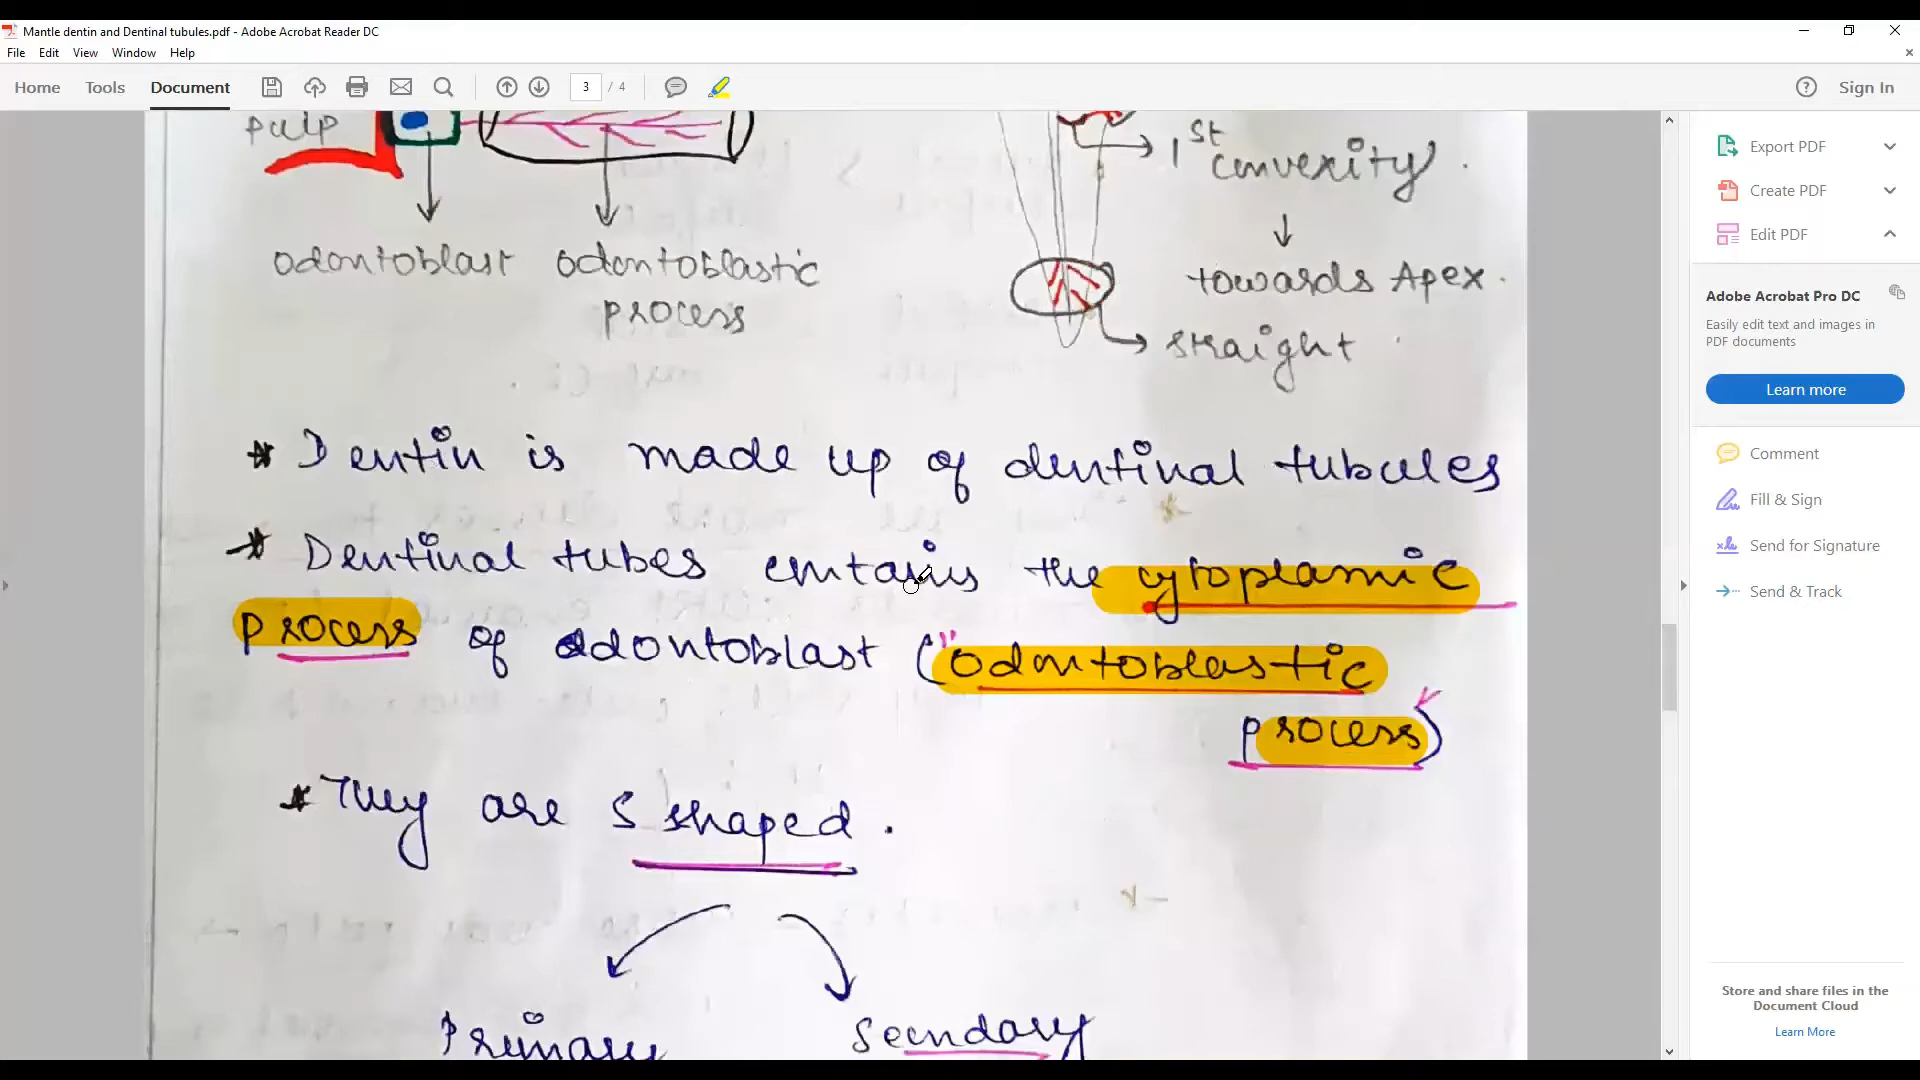 Mantle dentin and Dentinal tubules.pdf - Adobe Acrobat Reader DC
File Edit View Window Help
Home Tools Document 3 / 4 Sign In
pulp
1st convexity.
odontoblast odontoblastic
process
towards Apex.
straight
* Dentin is made up of dentinal tubules
* Dentinal tubes contains the cytoplamic
process of odontoblast ("odontoblastic
process")
* They are S shaped.
Primary Secondary
Export PDF
Create PDF
Edit PDF
Adobe Acrobat Pro DC
Easily edit text and images in
PDF documents
Learn more
Comment
Fill & Sign
Send for Signature
Send & Track
Store and share files in the
Document Cloud
Learn More